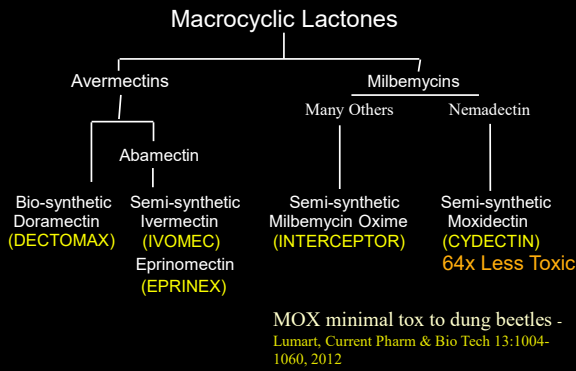 Macrocyclic Lactones
Avermectins
Milbemycins
Many Others
Nemadectin
Abamectin
Bio-synthetic
Doramectin
(DECTOMAX)
Semi-synthetic
Ivermectin
(IVOMEC)
Eprinomectin
(EPRINEX)
Semi-synthetic
Milbemycin Oxime
(INTERCEPTOR)
Semi-synthetic
Moxidectin
(CYDECTIN)
64x Less Toxic
MOX minimal tox to dung beetles -
Lumart, Current Pharm & Bio Tech 13:1004-
1060, 2012